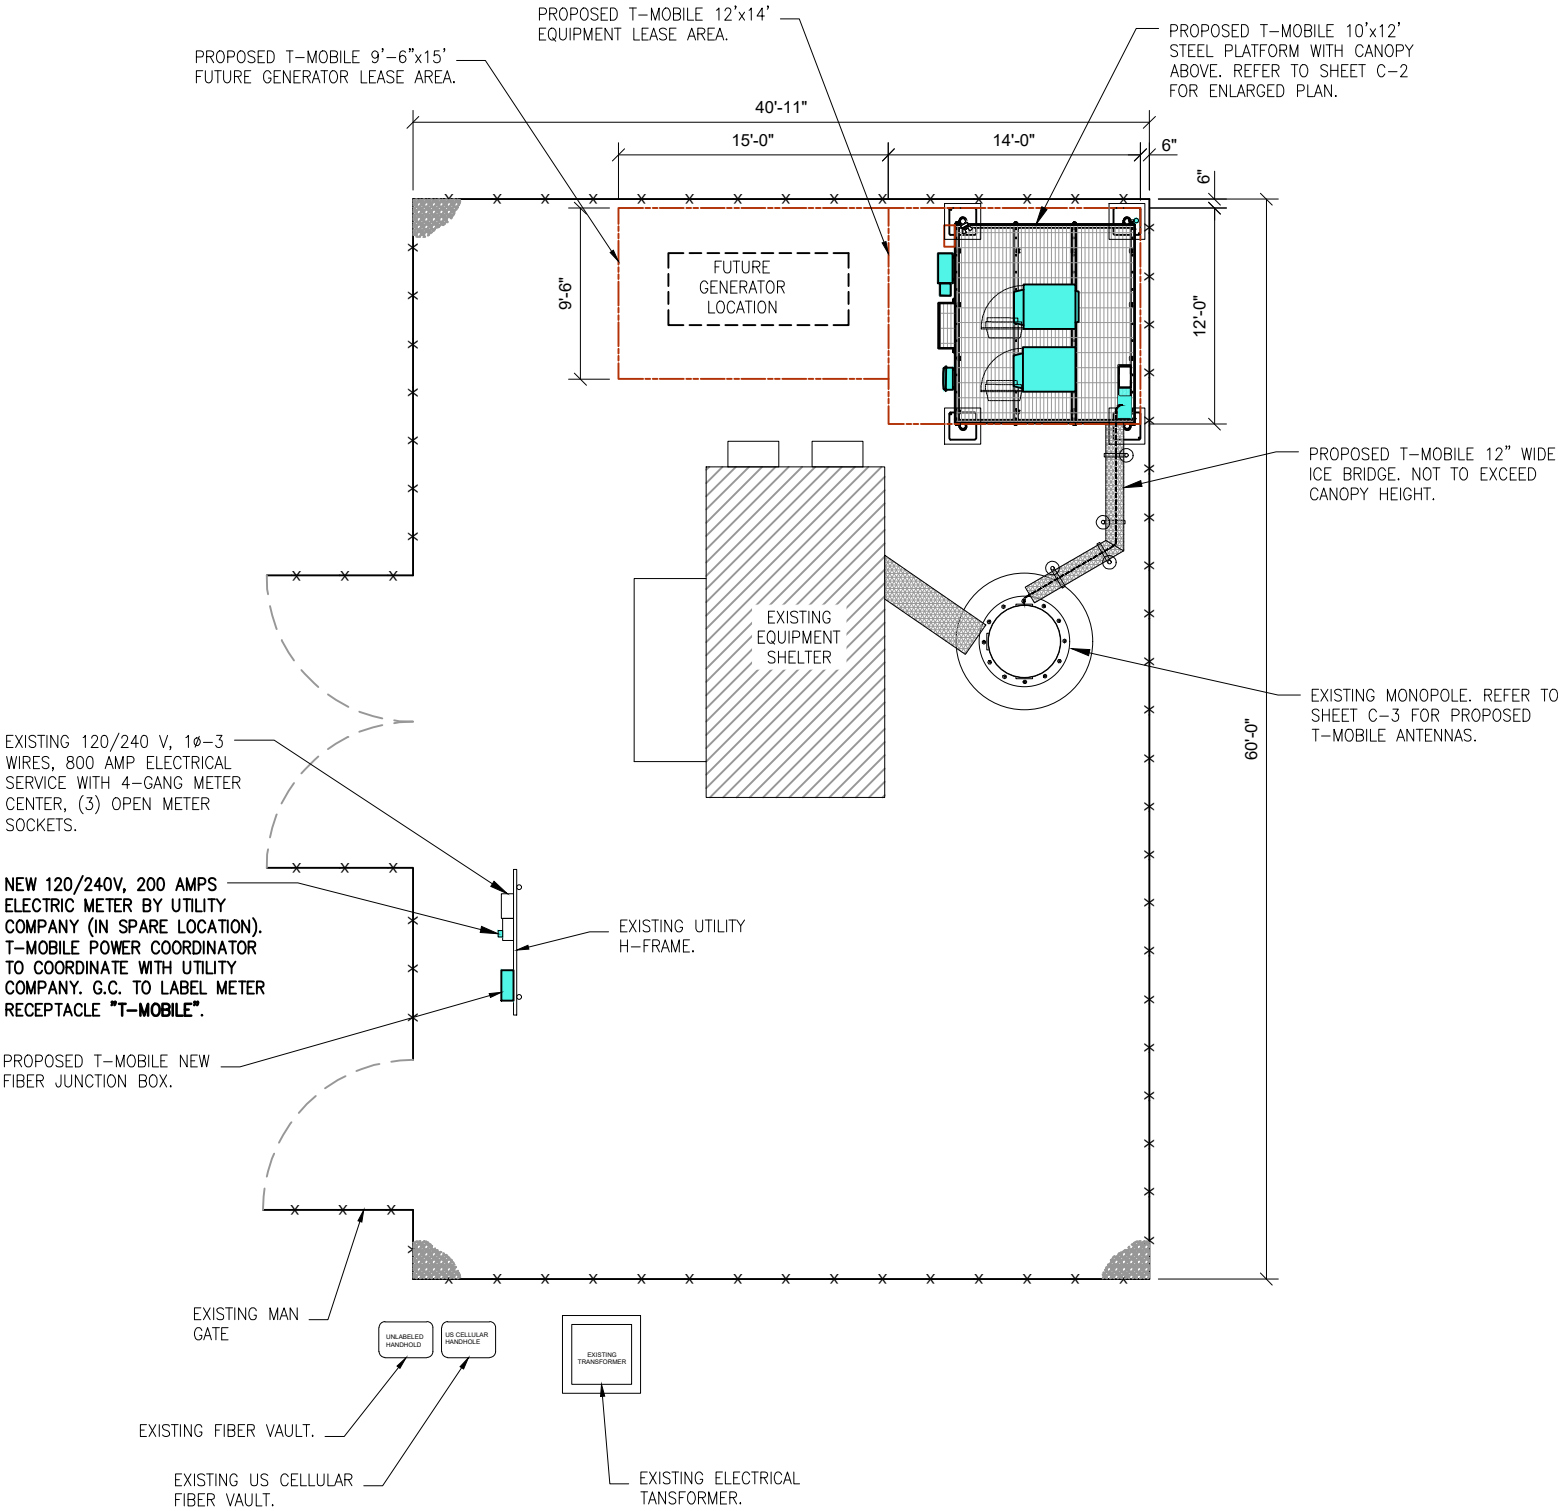 PROPOSED T-MOBILE 12'x14'
EQUIPMENT LEASE AREA.
PROPOSED T-MOBILE 10'x12'
STEEL PLATFORM WITH CANOPY
ABOVE. REFER TO SHEET C-2
FOR ENLARGED PLAN.
PROPOSED T-MOBILE 9'-6"x15'
FUTURE GENERATOR LEASE AREA.
40'-11"
15'-0"
14'-0"
6"
6"
9'-6"
FUTURE
GENERATOR
LOCATION
12'-0"
PROPOSED T-MOBILE 12" WIDE
ICE BRIDGE. NOT TO EXCEED
CANOPY HEIGHT.
EXISTING
EQUIPMENT
SHELTER
EXISTING MONOPOLE. REFER TO
SHEET C-3 FOR PROPOSED
T-MOBILE ANTENNAS.
60'-0"
EXISTING 120/240 V, 1ø-3
WIRES, 800 AMP ELECTRICAL
SERVICE WITH 4-GANG METER
CENTER, (3) OPEN METER
SOCKETS.
NEW 120/240V, 200 AMPS
ELECTRIC METER BY UTILITY
COMPANY (IN SPARE LOCATION).
T-MOBILE POWER COORDINATOR
TO COORDINATE WITH UTILITY
COMPANY. G.C. TO LABEL METER
RECEPTACLE "T-MOBILE".
EXISTING UTILITY
H-FRAME.
PROPOSED T-MOBILE NEW
FIBER JUNCTION BOX.
EXISTING MAN
GATE
UNLABELED
HANDHOLD
US CELLULAR
HANDHOLE
EXISTING
TRANSFORMER
EXISTING FIBER VAULT.
EXISTING US CELLULAR
FIBER VAULT.
EXISTING ELECTRICAL
TANSFORMER.